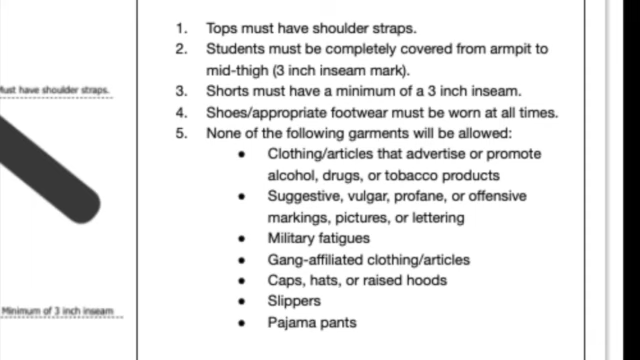 1. Tops must have shoulder straps.
2. Students must be completely covered from armpit to
mid-thigh (3 inch inseam mark).
Must have shoulder straps.
3. Shorts must have a minimum of a 3 inch inseam.
4. Shoes/appropriate footwear must be worn at all times.
5. None of the following garments will be allowed:
• Clothing/articles that advertise or promote
alcohol, drugs, or tobacco products
• Suggestive, vulgar, profane, or offensive
markings, pictures, or lettering
• Military fatigues
• Gang-affiliated clothing/articles
• Caps, hats, or raised hoods
• Slippers
Minimum of 3 inch inseam
• Pajama pants